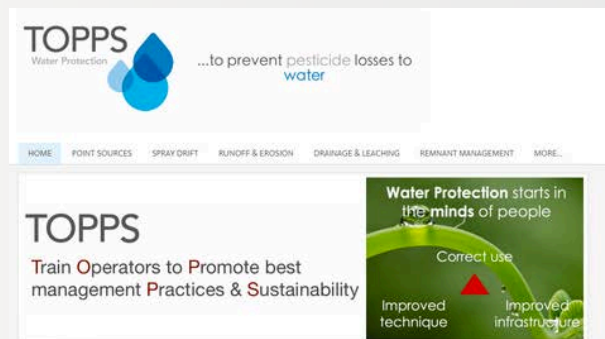 TOPPS
Water Protection
...to prevent pesticide losses to
water
HOME POINT SOURCES SPRAY DRIFT RUNOFF & EROSION DRAINAGE & LEACHING REMNANT MANAGEMENT MORE...
TOPPS
Train Operators to Promote best
management Practices & Sustainability
Water Protection starts in
the minds of people
Correct use
Improved
technique
Improved
infrastructure